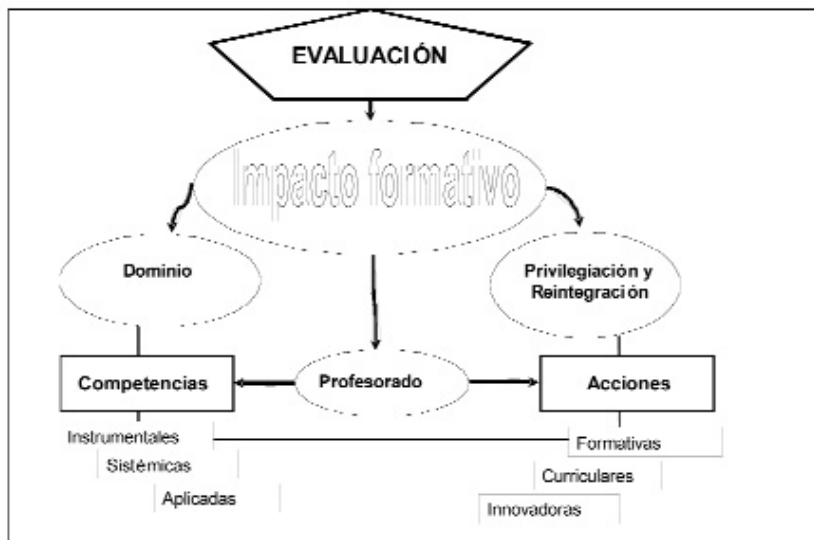 EVALUACIÓN
Impacto formativo
Dominio
Privilegiación y
Reintegración
Competencias
Profesorado
Acciones
Instrumentales
Formativas
Sistémicas
Curriculares
Aplicadas
Innovadoras